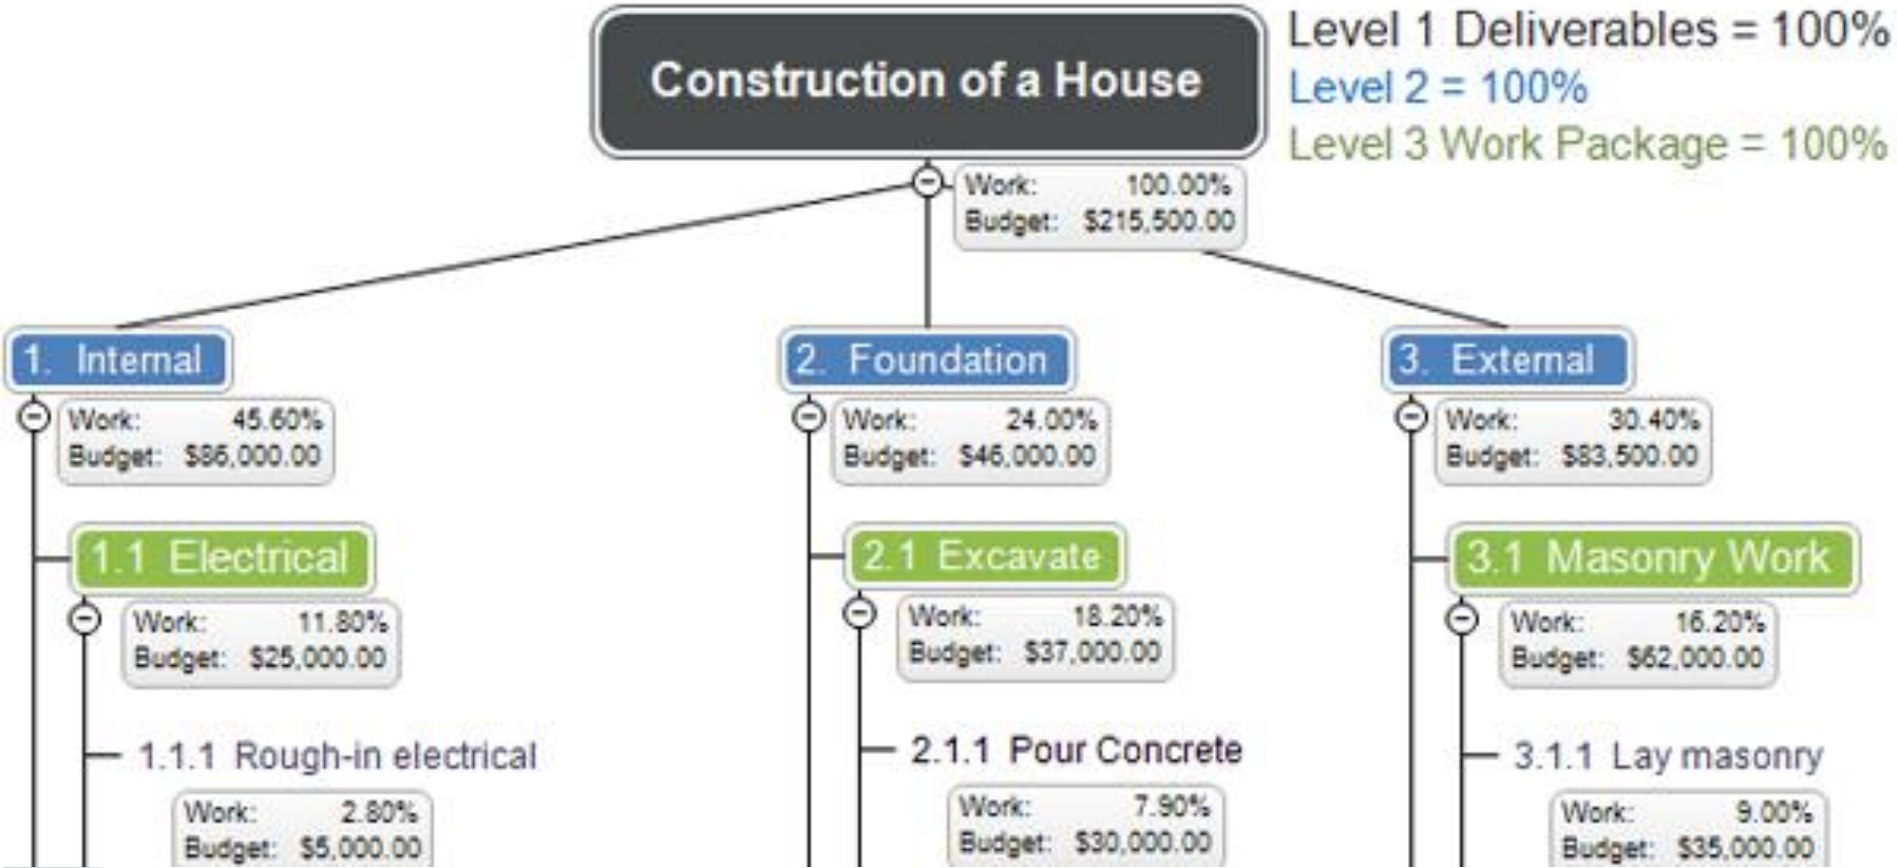 Construction of a House
Level 1 Deliverables = 100%
Level 2 = 100%
Level 3 Work Package = 100%
Work: 100.00%
Budget: $215,500.00
1. Internal
Work: 45.60%
Budget: $86,000.00
1.1 Electrical
Work: 11.80%
Budget: $25,000.00
1.1.1 Rough-in electrical
Work: 2.80%
Budget: $5,000.00
2. Foundation
Work: 24.00%
Budget: $46,000.00
2.1 Excavate
Work: 18.20%
Budget: $37,000.00
2.1.1 Pour Concrete
Work: 7.90%
Budget: $30,000.00
3. External
Work: 30.40%
Budget: $83,500.00
3.1 Masonry Work
Work: 16.20%
Budget: $62,000.00
3.1.1 Lay masonry
Work: 9.00%
Budget: $35,000.00